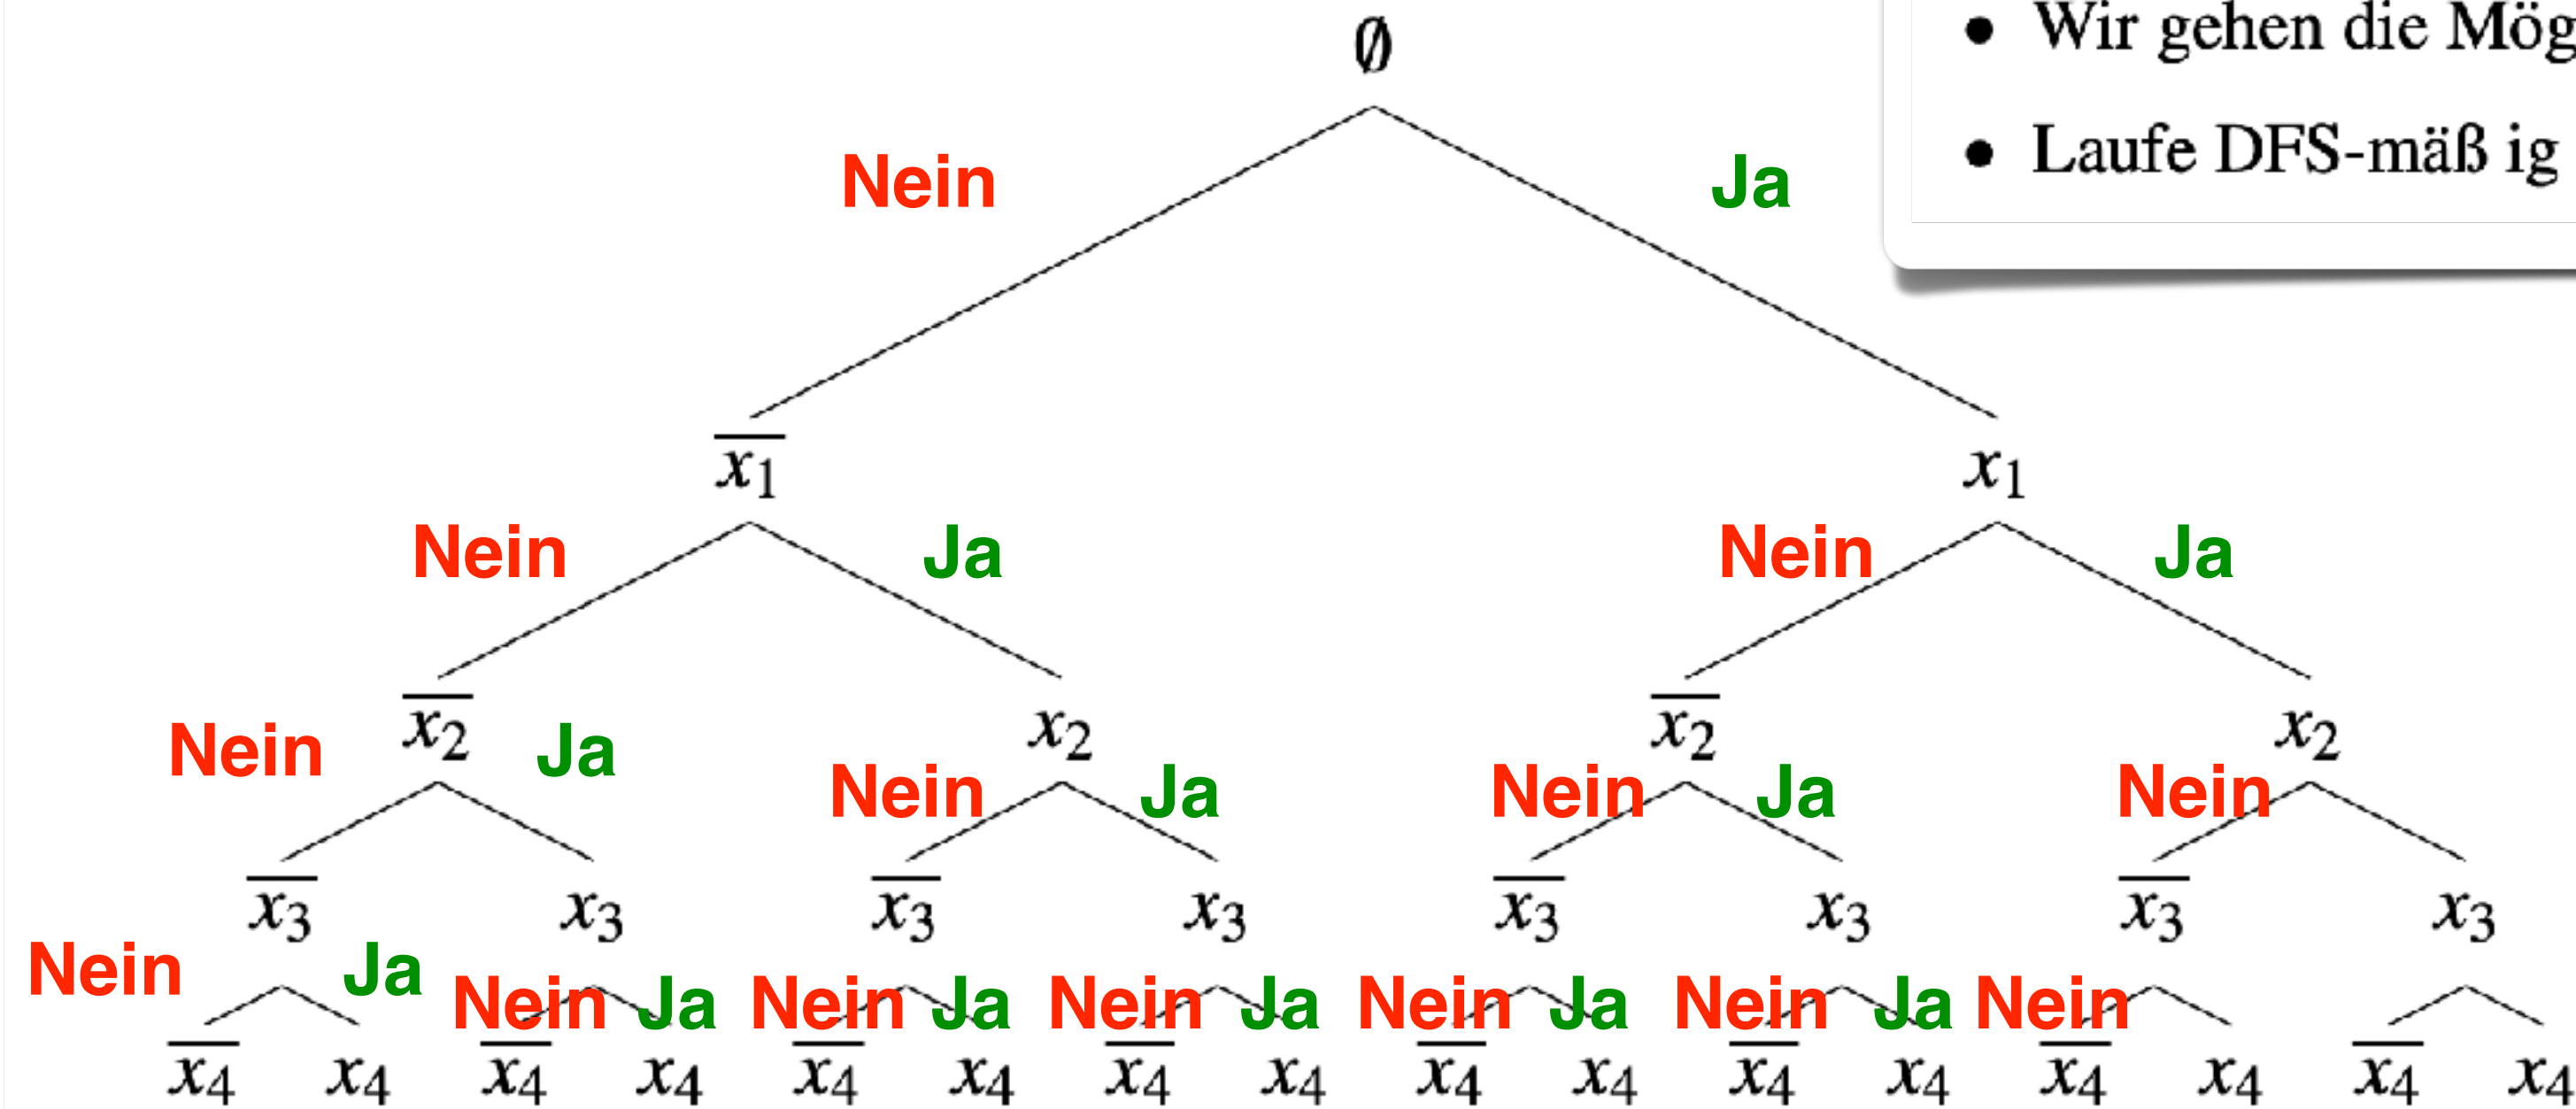 ∅
• Wir gehen die Mög
• Laufe DFS-mäß ig
Nein Ja
x̅₁ x₁
Nein Ja Nein Ja
x̅₂ x₂ x̅₂ x₂
Nein Ja Nein Ja Nein Ja Nein
x̅₃ x₃ x̅₃ x₃ x̅₃ x₃ x̅₃ x₃
Nein Ja Nein Ja Nein Ja Nein Ja Nein Ja Nein Ja Nein
x̅₄ x₄ x̅₄ x₄ x̅₄ x₄ x̅₄ x₄ x̅₄ x₄ x̅₄ x₄ x̅₄ x₄ x̅₄ x₄